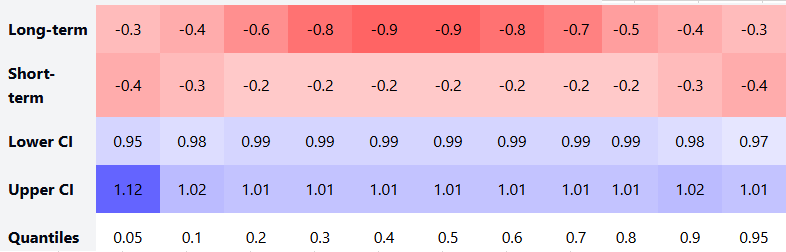 Long-term -0.3 -0.4 -0.6 -0.8 -0.9 -0.9 -0.8 -0.7 -0.5 -0.4 -0.3
Short-
term -0.4 -0.3 -0.2 -0.2 -0.2 -0.2 -0.2 -0.2 -0.2 -0.3 -0.4
Lower CI 0.95 0.98 0.99 0.99 0.99 0.99 0.99 0.99 0.99 0.98 0.97
Upper CI 1.12 1.02 1.01 1.01 1.01 1.01 1.01 1.01 1.01 1.02 1.01
Quantiles 0.05 0.1 0.2 0.3 0.4 0.5 0.6 0.7 0.8 0.9 0.95